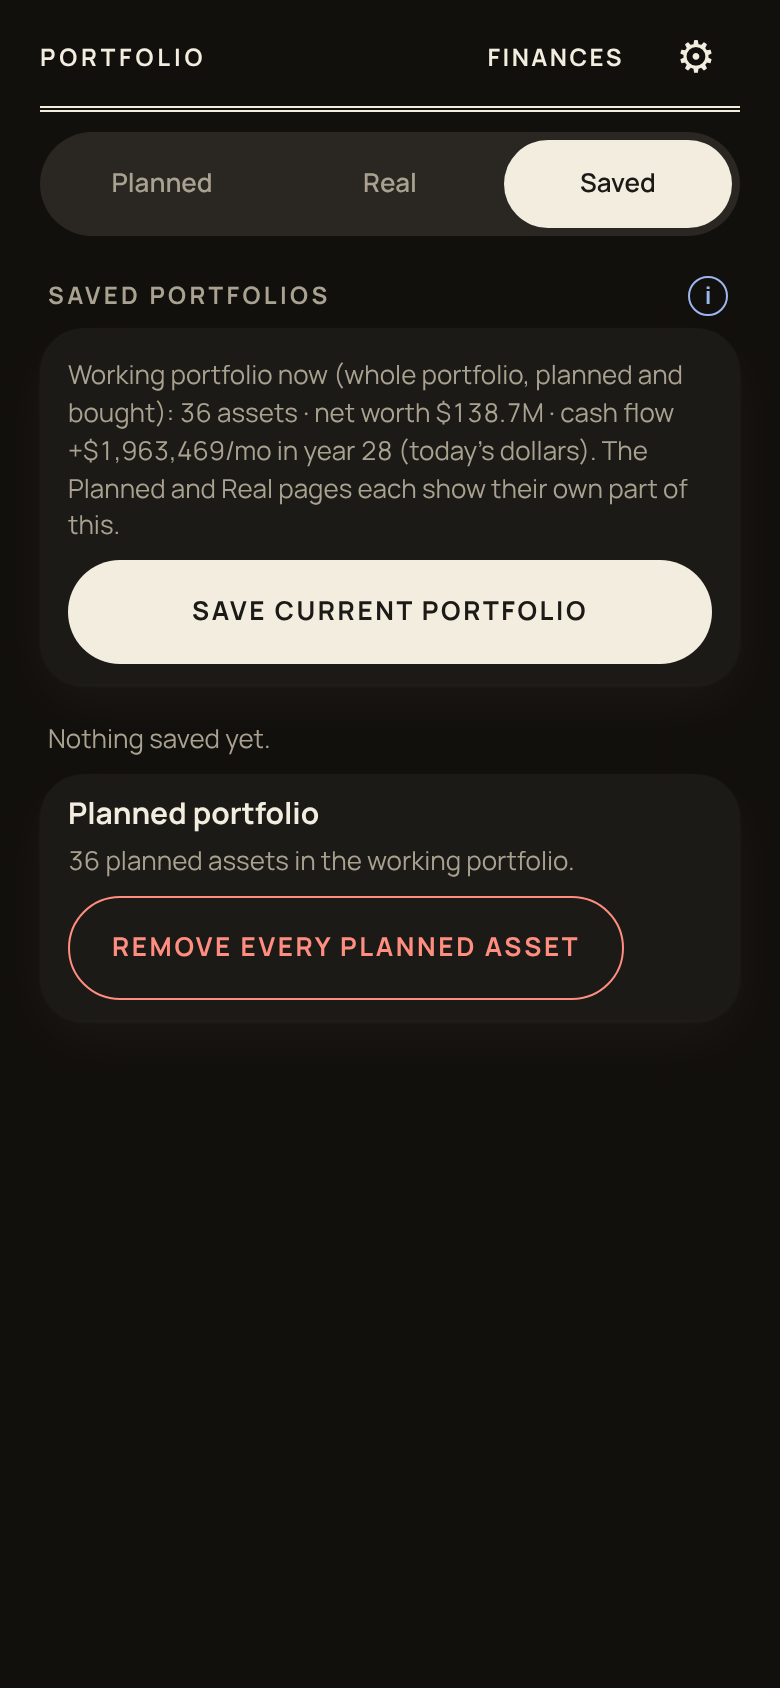 PORTFOLIO
FINANCES
Planned
Real
Saved
SAVED PORTFOLIOS
i
Working portfolio now (whole portfolio, planned and
bought): 36 assets · net worth $138.7M · cash flow
+$1,963,469/mo in year 28 (today's dollars). The
Planned and Real pages each show their own part of
this.
SAVE CURRENT PORTFOLIO
Nothing saved yet.
Planned portfolio
36 planned assets in the working portfolio.
REMOVE EVERY PLANNED ASSET